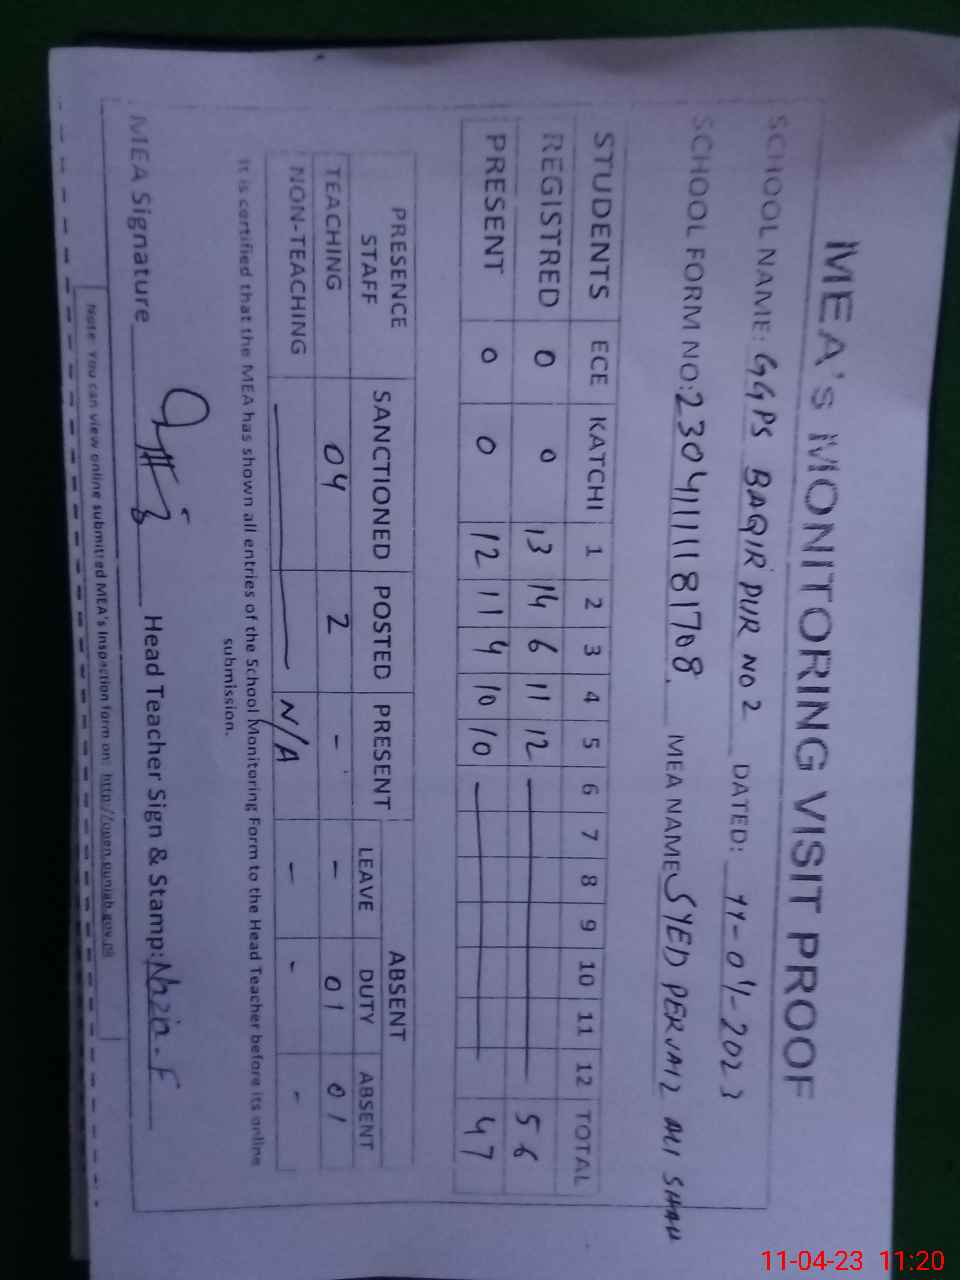 MEA's MONITORING VISIT PROOF
SCHOOL NAME: GGPS BAQIR PUR NO 2 DATED: 11-04-2023
SCHOOL FORM NO: MEA NAME SYED PERVAIZ ALI SHAH
STUDENTS ECE KATCHI 1 2 3 4 5 6 7 8 9 10 11 12 TOTAL
REGISTRED 0 0 13 14 6 11 12 56
PRESENT 0 0 12 11 4 10 10 47
PRESENCE STAFF SANCTIONED POSTED PRESENT ABSENT
LEAVE DUTY ABSENT
TEACHING 04 2 - - 01 01
NON-TEACHING N/A - - -
It is certified that the MEA has shown all entries of the School Monitoring Form to the Head Teacher before its online
submission.
MEA Signature Head Teacher Sign & Stamp:
Note: You can view online submitted MEA's Inspection form on: http://open.punjab.gov.pk
11-04-23 11:20